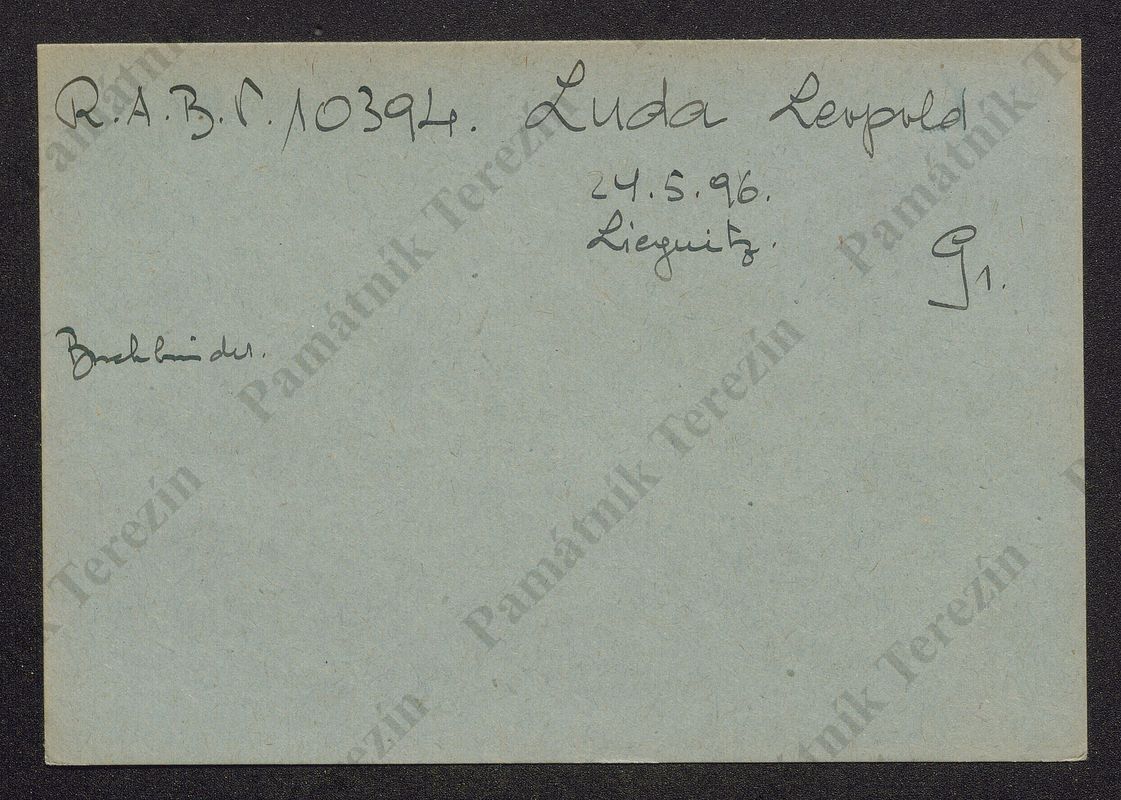 R.A.B.V. 10394. Luda Leopold
24.5.96.
Liegnitz.
G1.
Buchbinder.
Památník Terezín